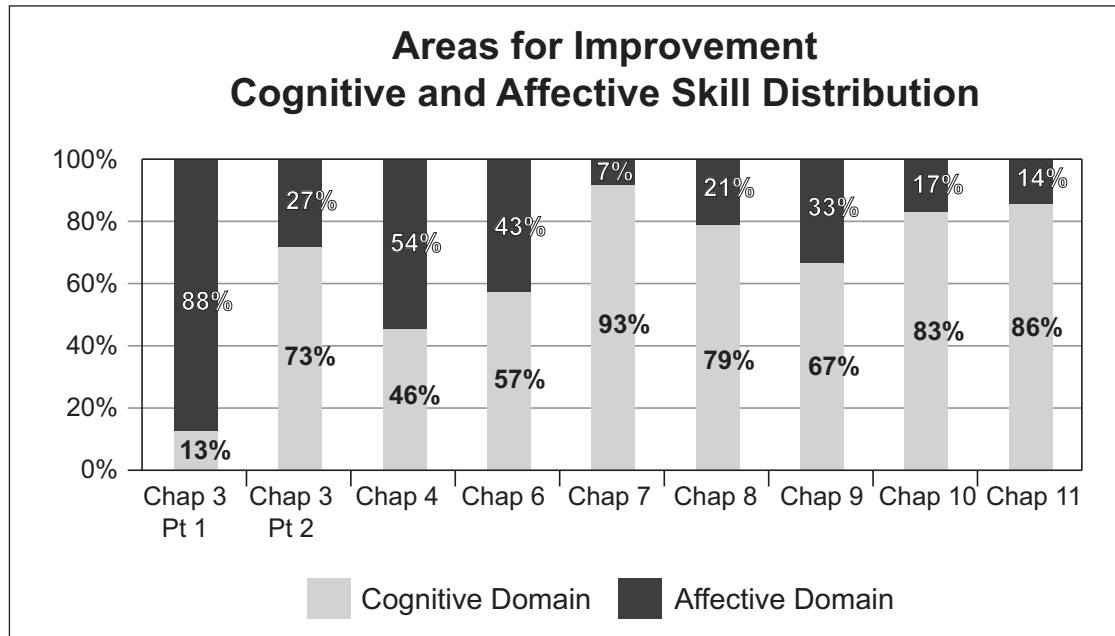 Areas for Improvement
Cognitive and Affective Skill Distribution
100%
80%
60%
40%
20%
0%
88%
13%
27%
73%
54%
46%
43%
57%
7%
93%
21%
79%
33%
67%
17%
83%
14%
86%
Chap 3
Pt 1
Chap 3
Pt 2
Chap 4
Chap 6
Chap 7
Chap 8
Chap 9
Chap 10
Chap 11
Cognitive Domain
Affective Domain